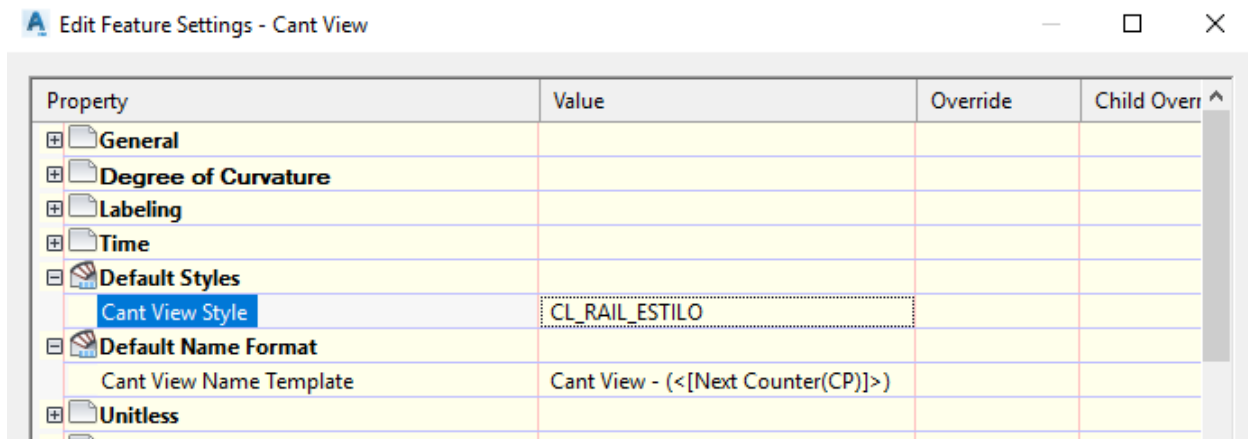 Edit Feature Settings - Cant View
Property Value Override Child Overr
General
Degree of Curvature
Labeling
Time
Default Styles
Cant View Style CL_RAIL_ESTILO
Default Name Format
Cant View Name Template Cant View - (<[Next Counter(CP)]>)
Unitless